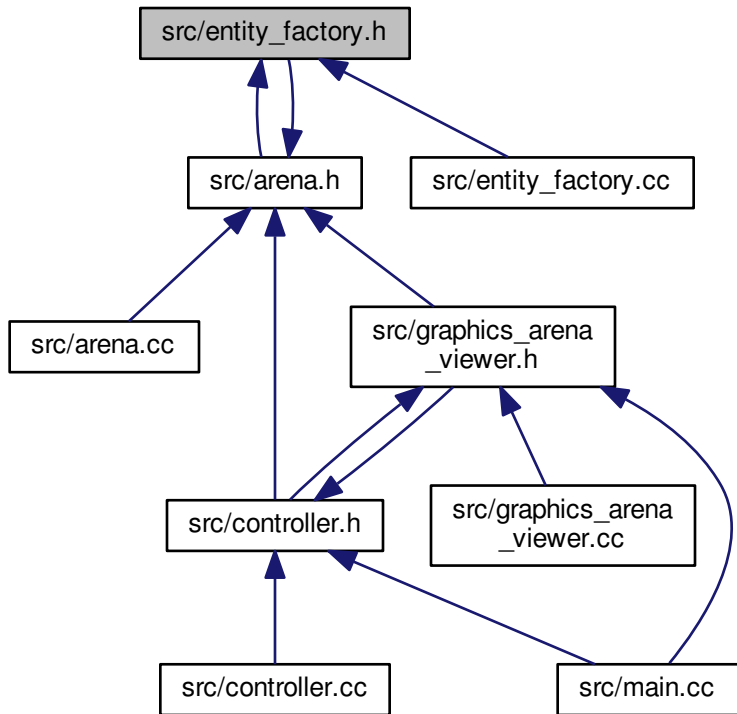 src/entity_factory.h
src/arena.h
src/entity_factory.cc
src/arena.cc
src/graphics_arena
_viewer.h
src/controller.h
src/graphics_arena
_viewer.cc
src/controller.cc
src/main.cc